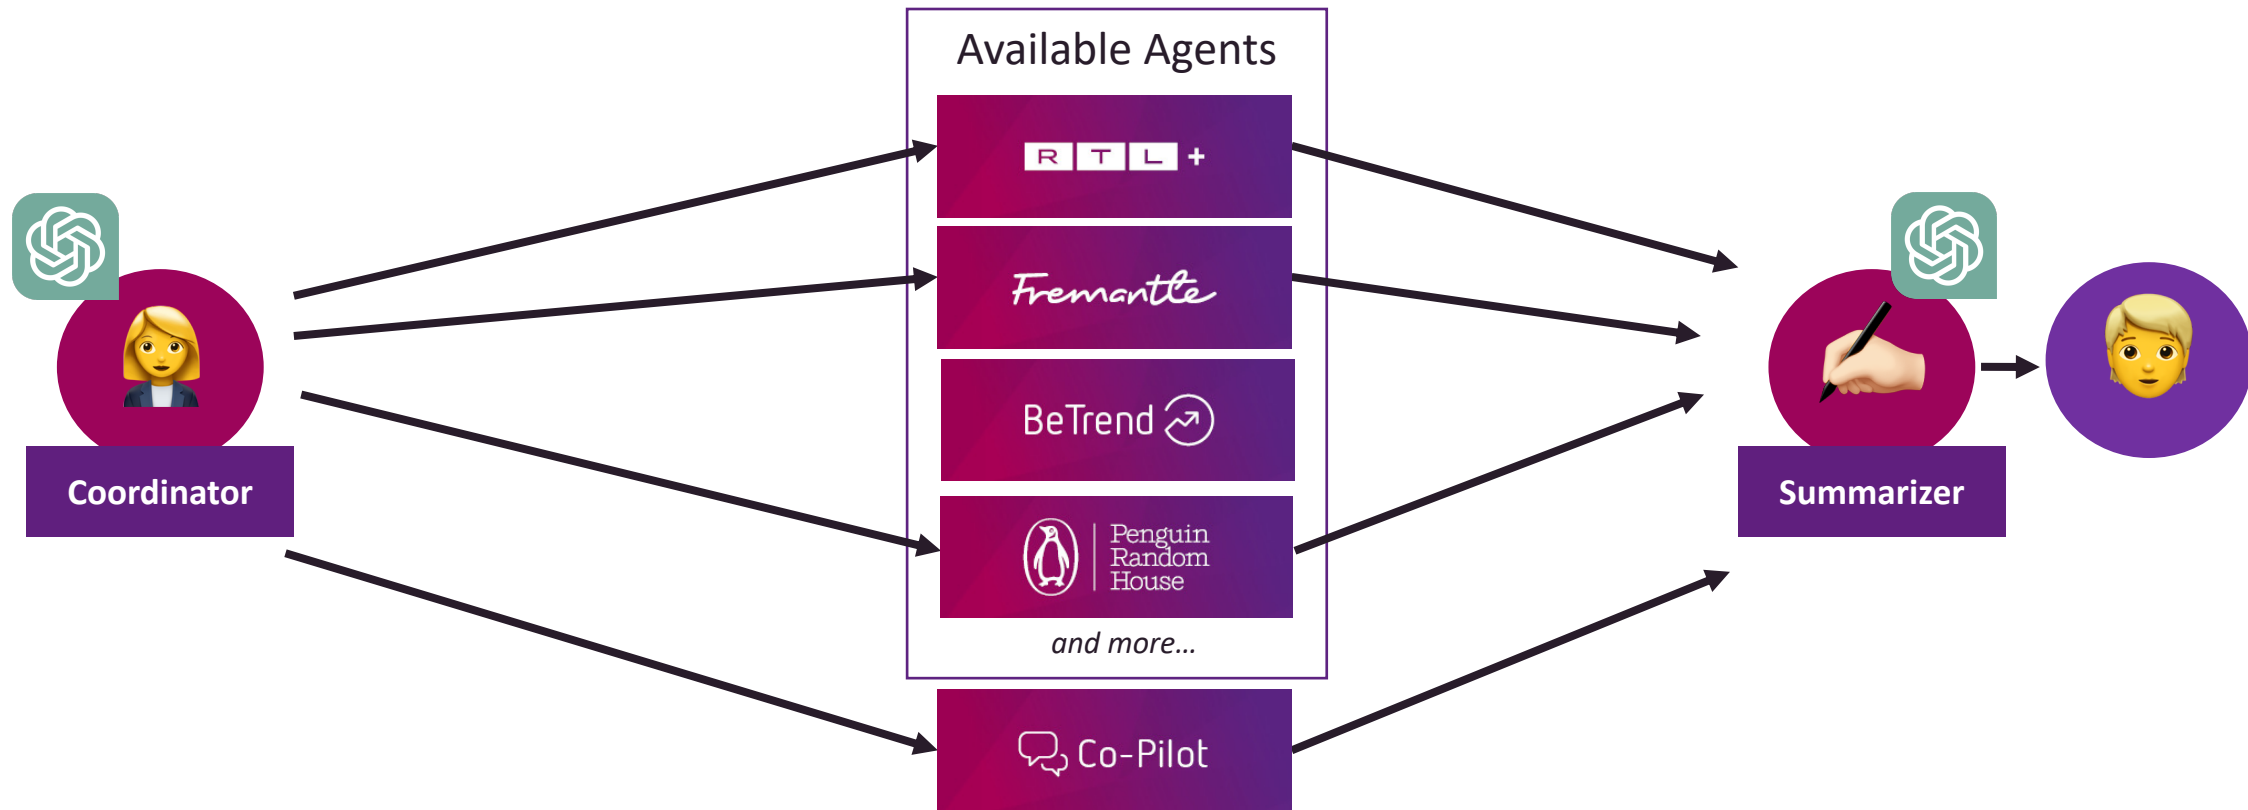 Available Agents
RTL+
Fremantle
BeTrend
Coordinator
Summarizer
Penguin
Random
House
and more...
Co-Pilot